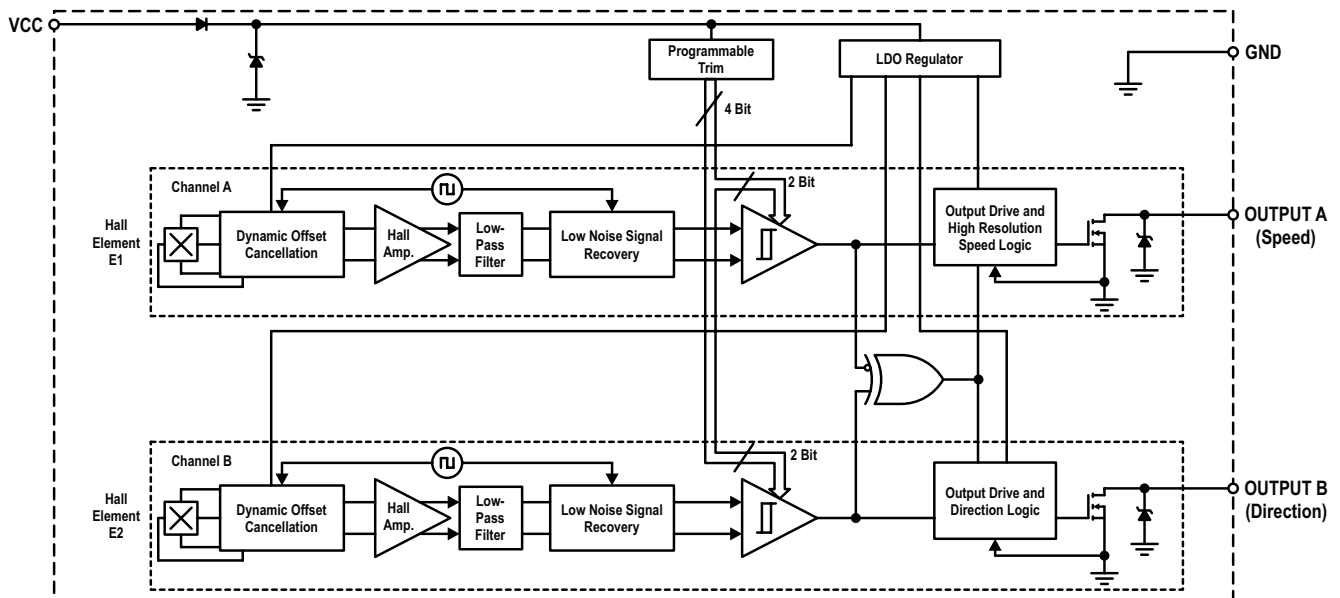 VCC
Programmable
Trim
LDO Regulator
GND
4 Bit
Channel A
2 Bit
Hall
Element
E1
Dynamic Offset
Cancellation
Hall
Amp.
Low-
Pass
Filter
Low Noise Signal
Recovery
Output Drive and
High Resolution
Speed Logic
OUTPUT A
(Speed)
Channel B
2 Bit
Hall
Element
E2
Dynamic Offset
Cancellation
Hall
Amp.
Low-
Pass
Filter
Low Noise Signal
Recovery
Output Drive and
Direction Logic
OUTPUT B
(Direction)